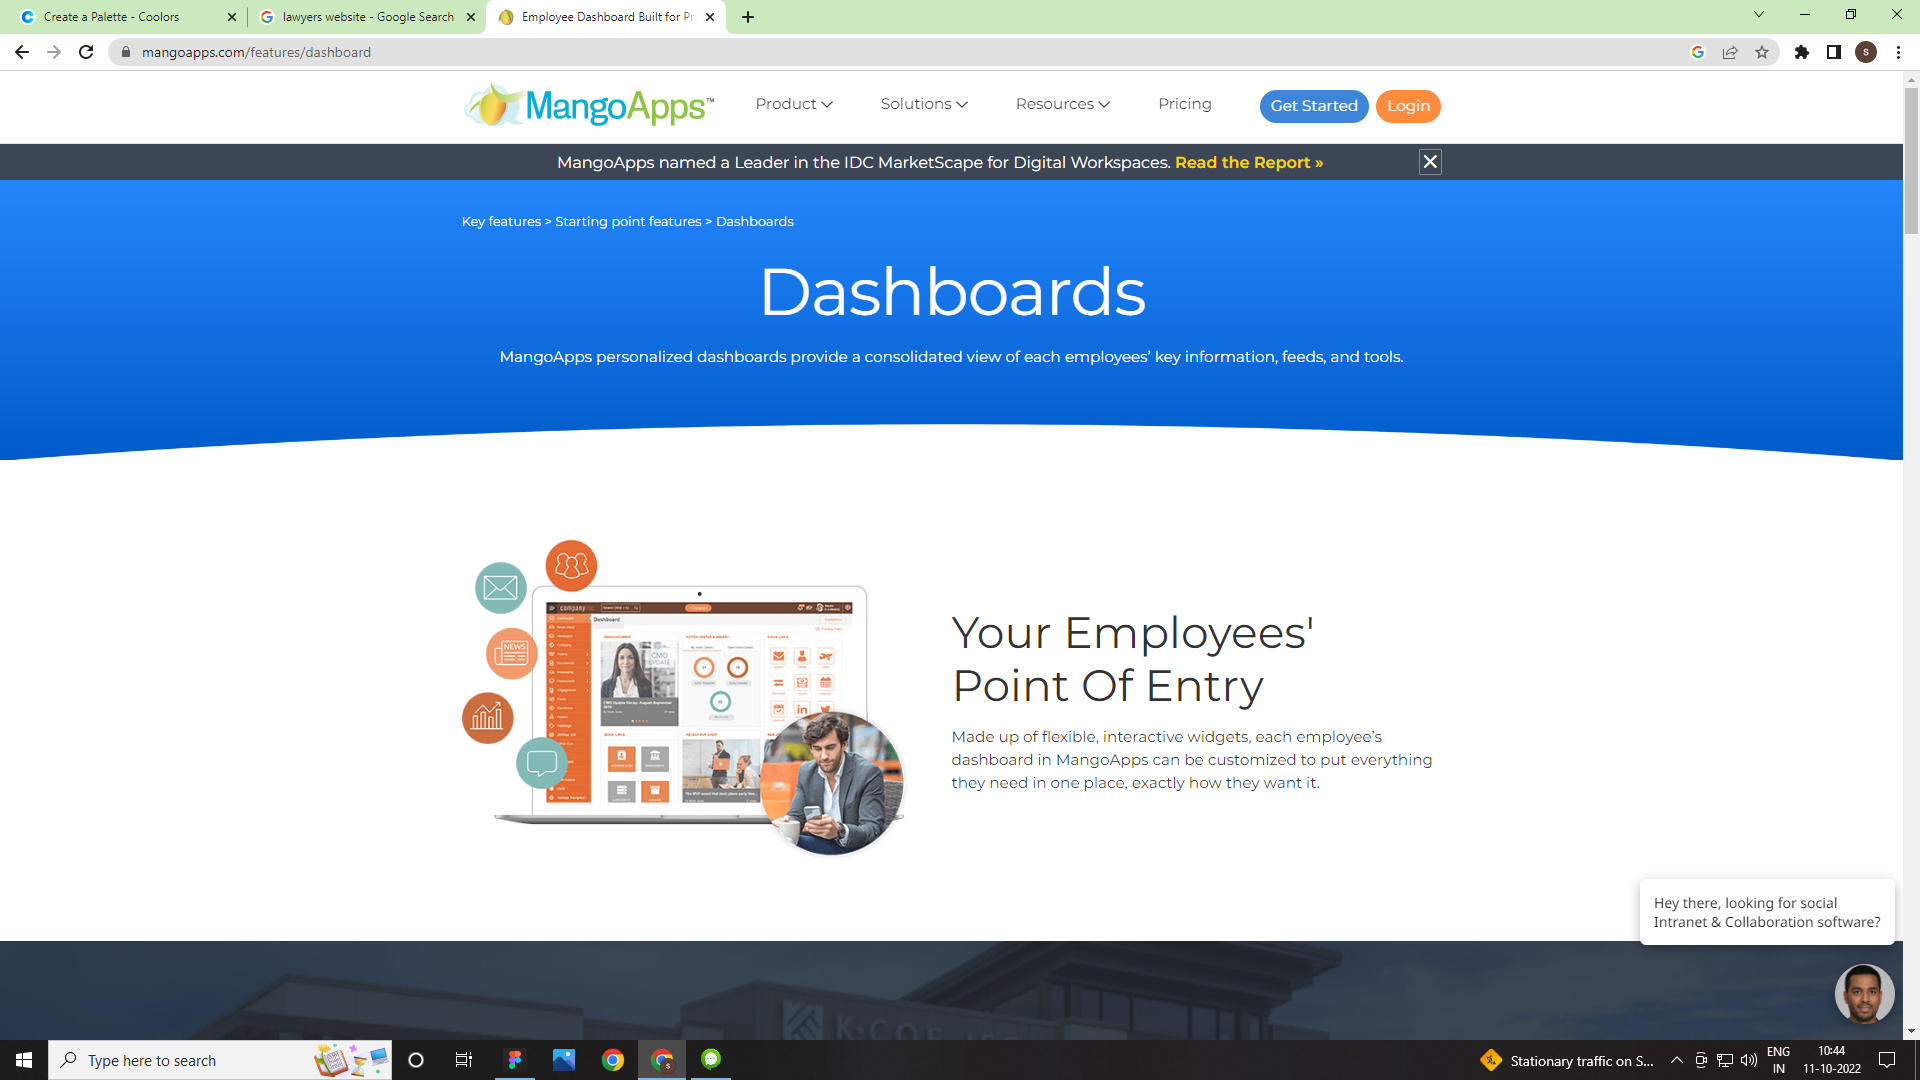 Create a Palette - Coolors
lawyers website - Google Search
Employee Dashboard Built for Pr
mangoapps.com/features/dashboard
S
MangoApps™
Product
Solutions
Resources
Pricing
Get Started
Login
MangoApps named a Leader in the IDC MarketScape for Digital Workspaces. Read the Report »
Key features > Starting point features > Dashboards
Dashboards
MangoApps personalized dashboards provide a consolidated view of each employees’ key information, feeds, and tools.
NEWS
company
Dashboard
CMO
UPDATE
Your Employees'
Point Of Entry
Made up of flexible, interactive widgets, each employee’s
dashboard in MangoApps can be customized to put everything
they need in one place, exactly how they want it.
Hey there, looking for social
Intranet & Collaboration software?
K·COE
Type here to search
Stationary traffic on S...
ENG
IN
10:44
11-10-2022